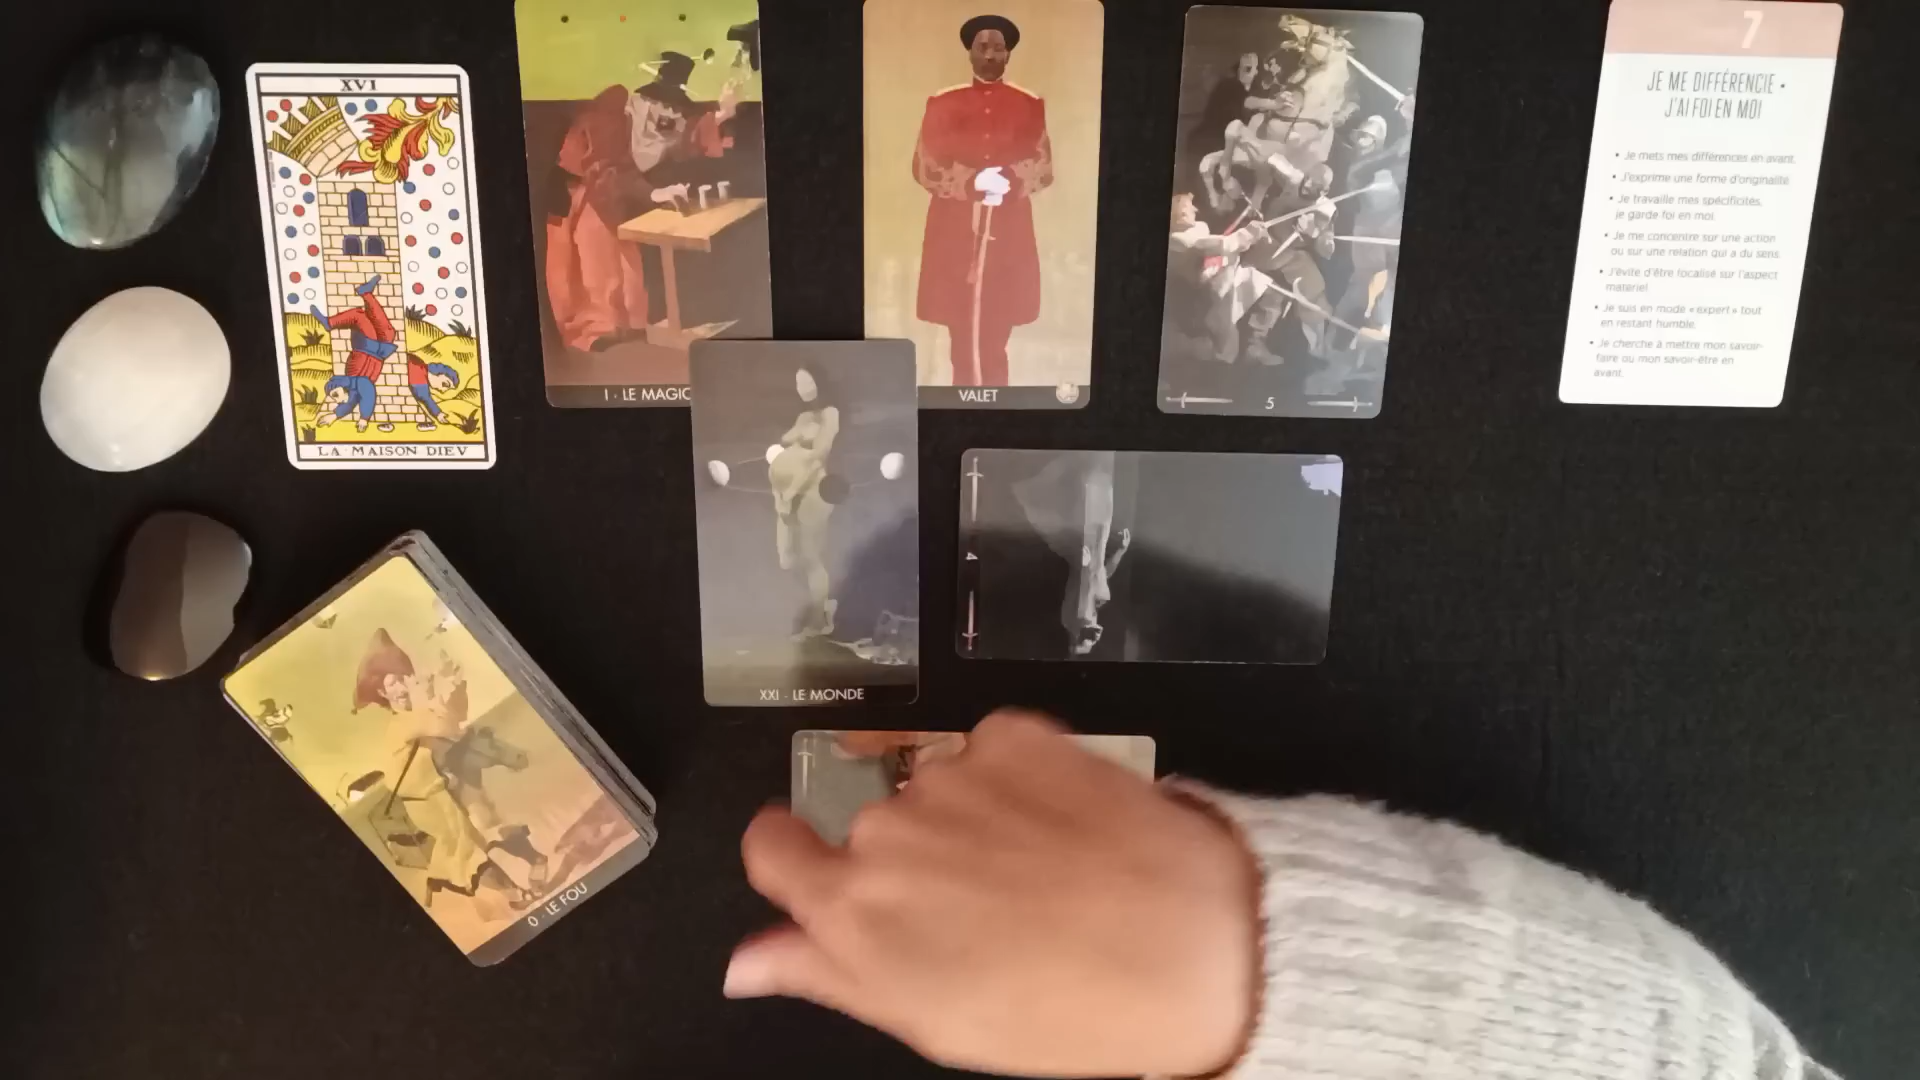 XVI
LA·MAISON DIEV
I · LE MAGIC
VALET
5
7
JE ME DIFFÉRENCIE •
J'AI FOI EN MOI
• Je mets mes différences en avant.
• J'exprime une forme d'originalité.
• Je travaille mes spécificités,
je garde foi en moi.
• Je me concentre sur une action
ou sur une relation qui a du sens.
• J'évite d'être focalisé sur l'aspect
matériel.
• Je suis en mode «expert» tout
en restant humble.
• Je cherche à mettre mon savoir-
faire ou mon savoir-être en
avant.
XXI · LE MONDE
4
0 · LE FOU